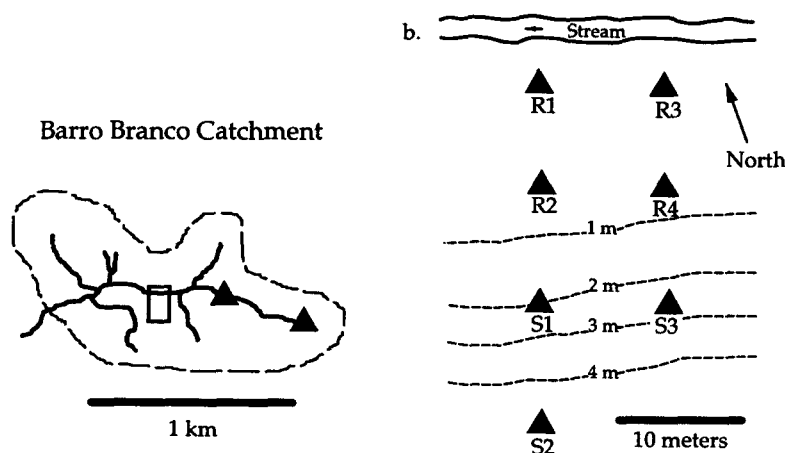 Barro Branco Catchment
1 km
b.
Stream
R1
R3
North
R2
R4
1 m
2 m
S1
3 m
S3
4 m
S2
10 meters